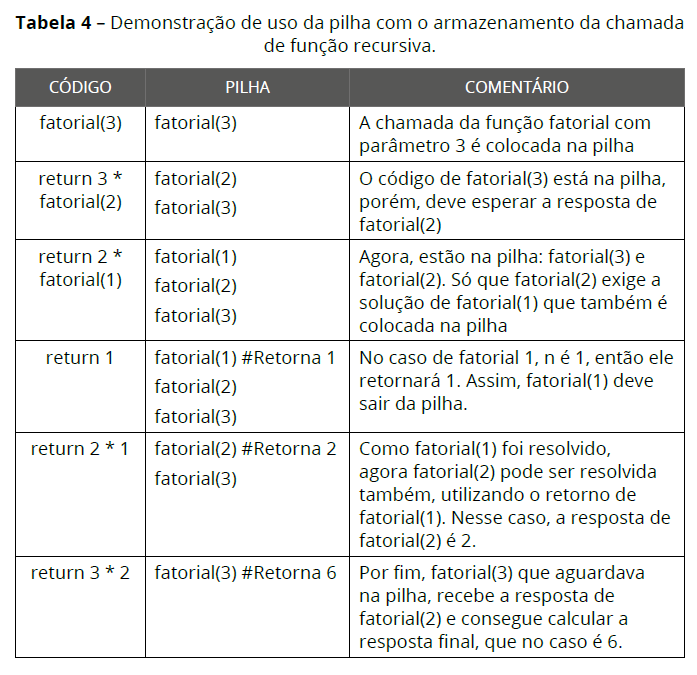 Tabela 4 – Demonstração de uso da pilha com o armazenamento da chamada
de função recursiva.
CÓDIGO
PILHA
COMENTÁRIO
fatorial(3)
fatorial(3)
A chamada da função fatorial com
parâmetro 3 é colocada na pilha
return 3 *
fatorial(2)
fatorial(2)
fatorial(3)
O código de fatorial(3) está na pilha,
porém, deve esperar a resposta de
fatorial(2)
return 2 *
fatorial(1)
fatorial(1)
fatorial(2)
fatorial(3)
Agora, estão na pilha: fatorial(3) e
fatorial(2). Só que fatorial(2) exige a
solução de fatorial(1) que também é
colocada na pilha
return 1
fatorial(1) #Retorna 1
fatorial(2)
fatorial(3)
No caso de fatorial 1, n é 1, então ele
retornará 1. Assim, fatorial(1) deve
sair da pilha.
return 2 * 1
fatorial(2) #Retorna 2
fatorial(3)
Como fatorial(1) foi resolvido,
agora fatorial(2) pode ser resolvida
também, utilizando o retorno de
fatorial(1). Nesse caso, a resposta de
fatorial(2) é 2.
return 3 * 2
fatorial(3) #Retorna 6
Por fim, fatorial(3) que aguardava
na pilha, recebe a resposta de
fatorial(2) e consegue calcular a
resposta final, que no caso é 6.